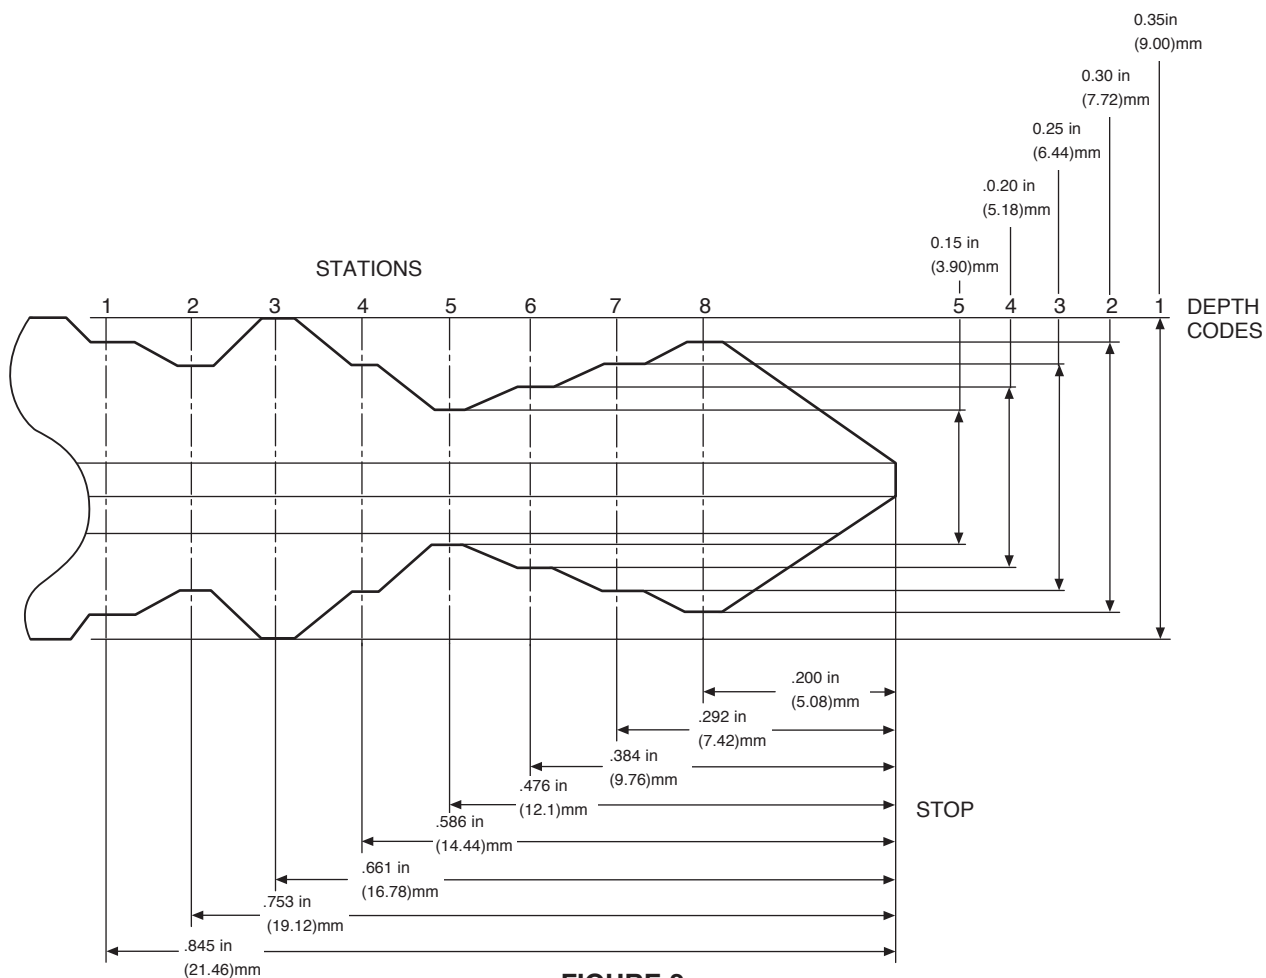 0.35in
(9.00)mm
0.30 in
(7.72)mm
0.25 in
(6.44)mm
.0.20 in
(5.18)mm
0.15 in
(3.90)mm
STATIONS
1 2 3 4 5 6 7 8 5 4 3 2 1 DEPTH
CODES
.200 in
(5.08)mm
.292 in
(7.42)mm
.384 in
(9.76)mm
.476 in
(12.1)mm
STOP
.586 in
(14.44)mm
.661 in
(16.78)mm
.753 in
(19.12)mm
.845 in
(21.46)mm